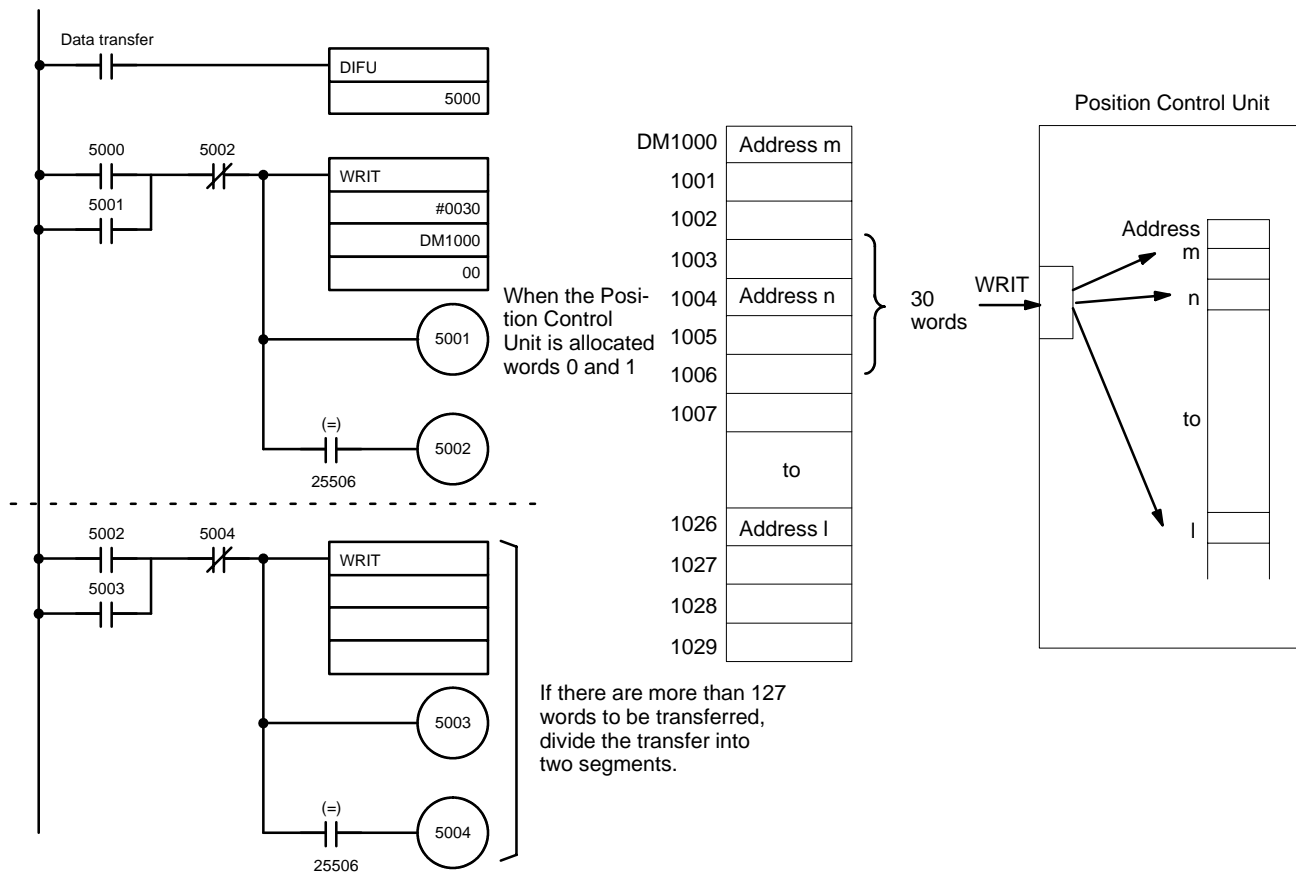 Data transfer
DIFU
5000
5000
5002
5001
WRIT
#0030
DM1000
00
When the Posi-
tion Control
Unit is allocated
words 0 and 1
5001
(=)
25506
5002
5002
5004
5003
WRIT
5003
(=)
25506
5004
If there are more than 127
words to be transferred,
divide the transfer into
two segments.
DM1000
Address m
1001
1002
1003
1004
Address n
1005
1006
1007
to
1026
Address l
1027
1028
1029
30
words
WRIT
Position Control Unit
Address
m
n
to
l